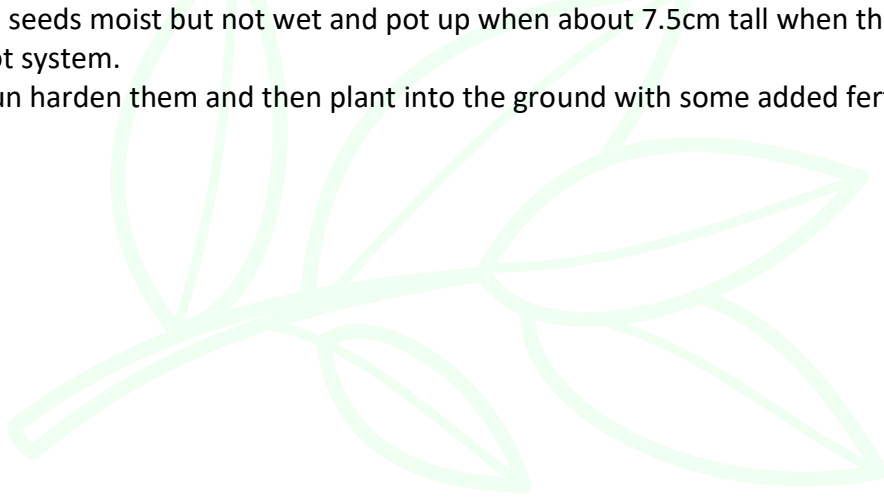 seeds moist but not wet and pot up when about 7.5cm tall when th
ot system.
un harden them and then plant into the ground with some added fer